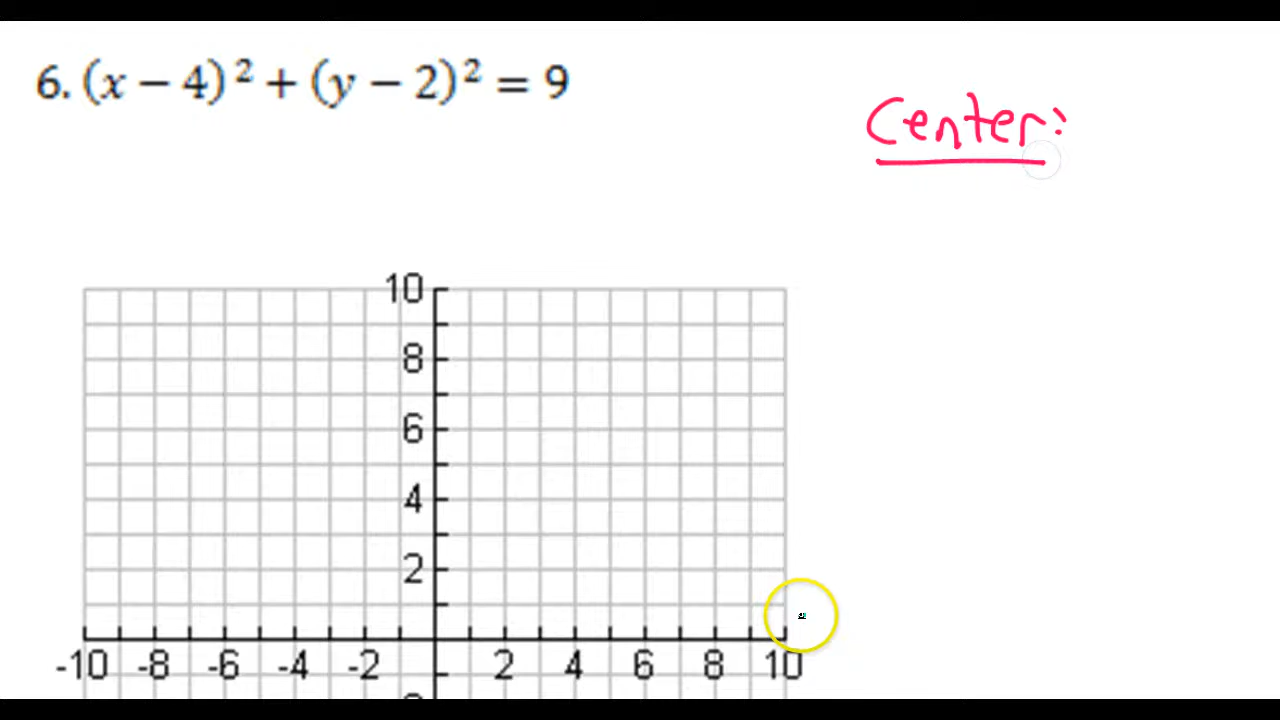 6. (x − 4)² + (y − 2)² = 9
Center:
10
8
6
4
2
-10 -8 -6 -4 -2 2 4 6 8 10